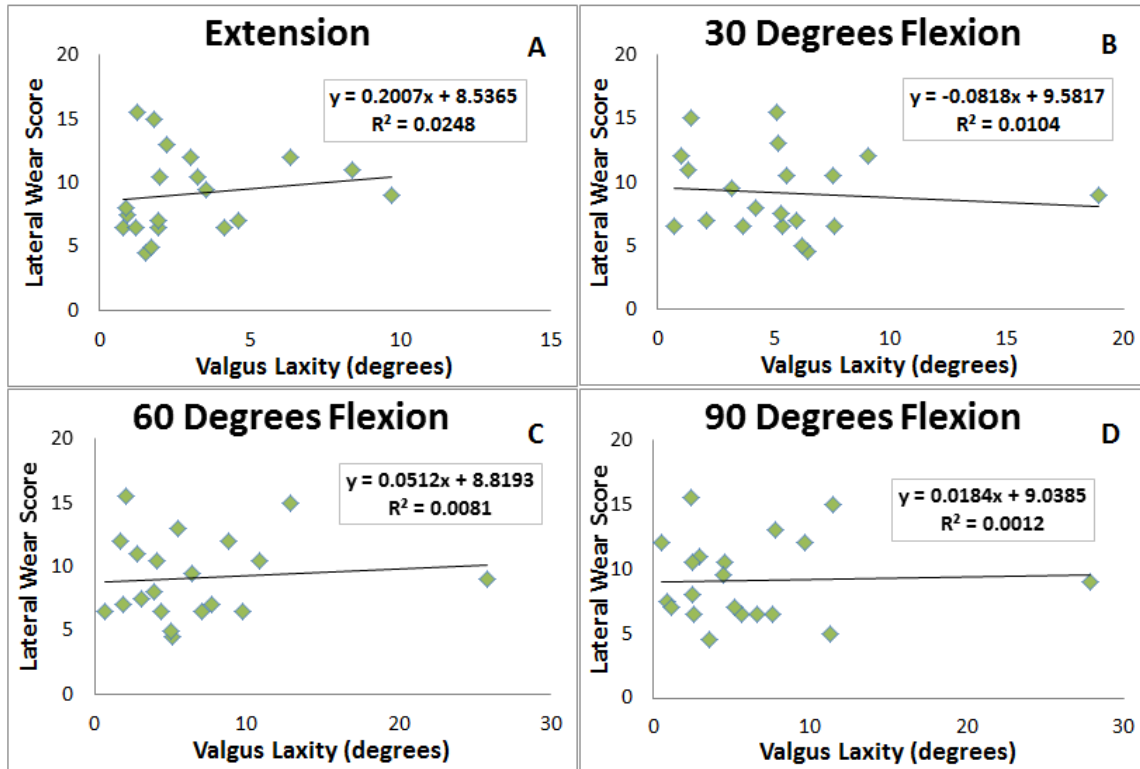 Extension
A
Lateral Wear Score
20
15
10
5
0
y = 0.2007x + 8.5365
R² = 0.0248
0 5 10 15
Valgus Laxity (degrees)
30 Degrees Flexion
B
Lateral Wear Score
20
15
10
5
0
y = -0.0818x + 9.5817
R² = 0.0104
0 5 10 15 20
Valgus Laxity (degrees)
60 Degrees Flexion
C
Lateral Wear Score
20
15
10
5
0
y = 0.0512x + 8.8193
R² = 0.0081
0 10 20 30
Valgus Laxity (degrees)
90 Degrees Flexion
D
Lateral Wear Score
20
15
10
5
0
y = 0.0184x + 9.0385
R² = 0.0012
0 10 20 30
Valgus Laxity (degrees)